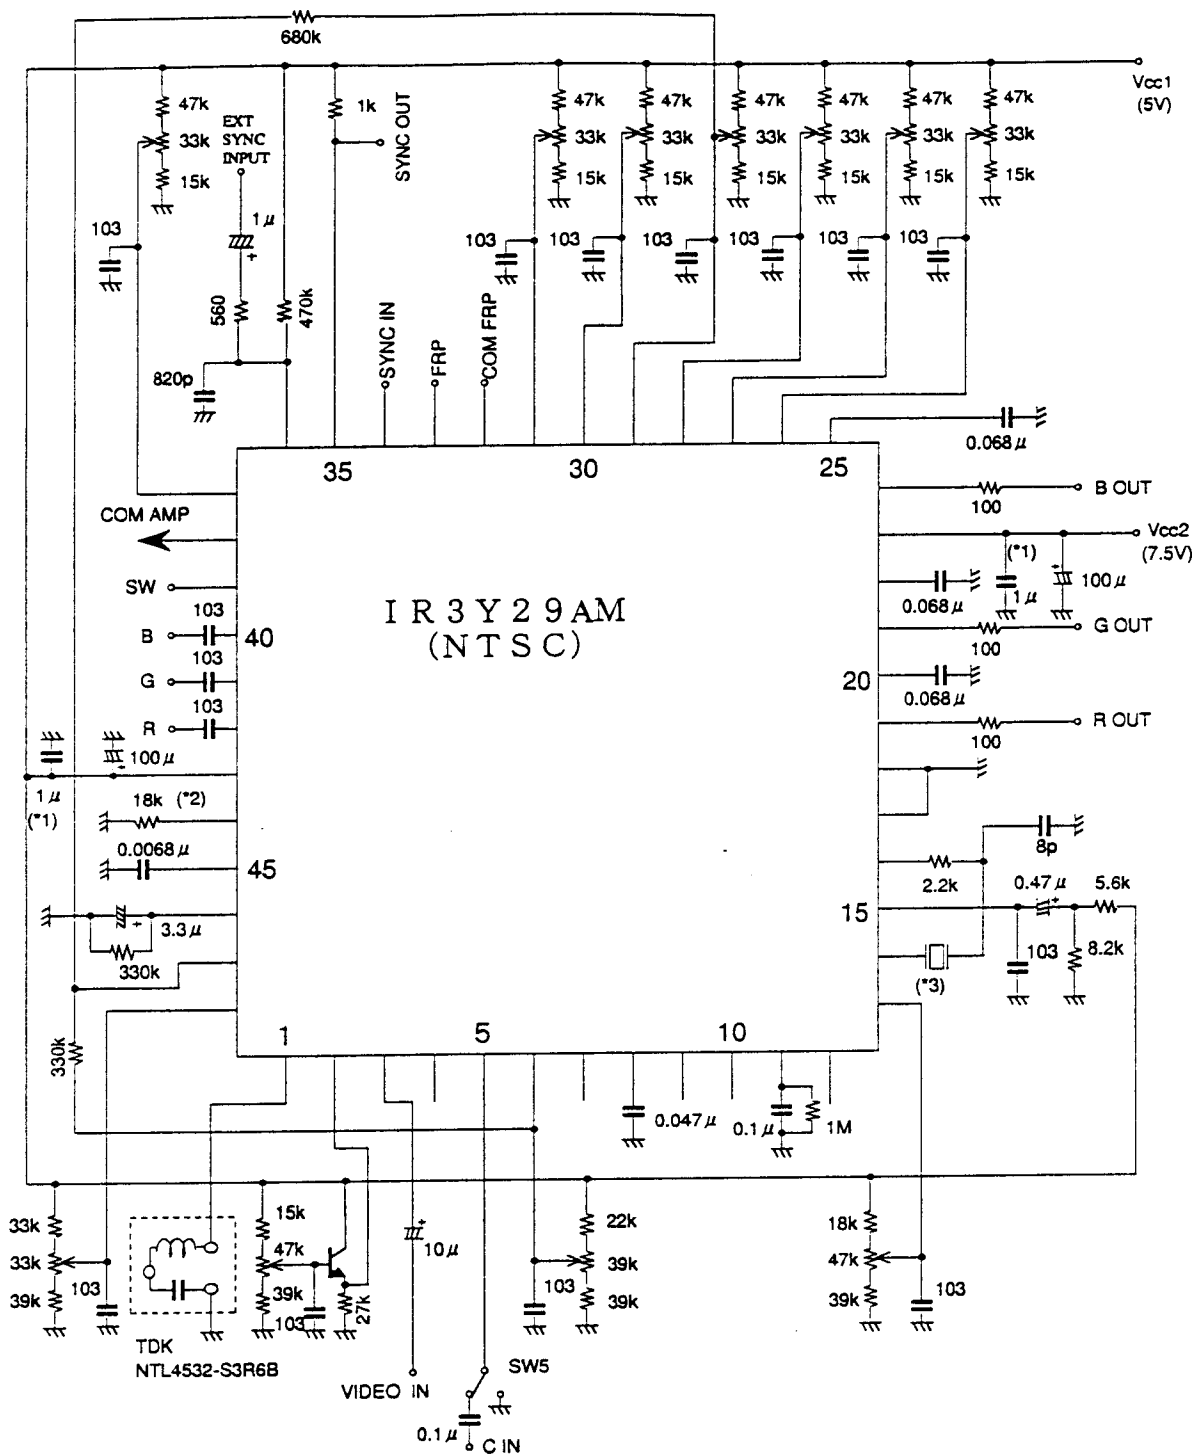 680k
Vcc1
(5V)
47k
33k
15k
EXT
SYNC
INPUT
1k
SYNC OUT
47k
33k
15k
47k
33k
15k
47k
33k
15k
47k
33k
15k
47k
33k
15k
47k
33k
15k
103
1μ
+
560
470k
820p
SYNC IN
FRP
COM FRP
103
103
103
103
103
103
0.068μ
35
30
25
COM AMP
SW
103
B
103
G
103
R
40
IR3Y29AM
(NTSC)
100
B OUT
Vcc2
(7.5V)
(*1)
1μ
+
100μ
0.068μ
100
G OUT
20
0.068μ
100
R OUT
100μ
+
1μ
(*1)
18k
(*2)
0.0068μ
45
3.3μ
+
330k
330k
8p
2.2k
0.47μ
+
5.6k
15
103
8.2k
(*3)
1
5
10
0.047μ
0.1μ
1M
33k
33k
39k
103
TDK
NTL4532-S3R6B
15k
47k
39k
103
27k
+
10μ
VIDEO IN
22k
39k
39k
103
SW5
0.1μ
C IN
18k
47k
39k
103